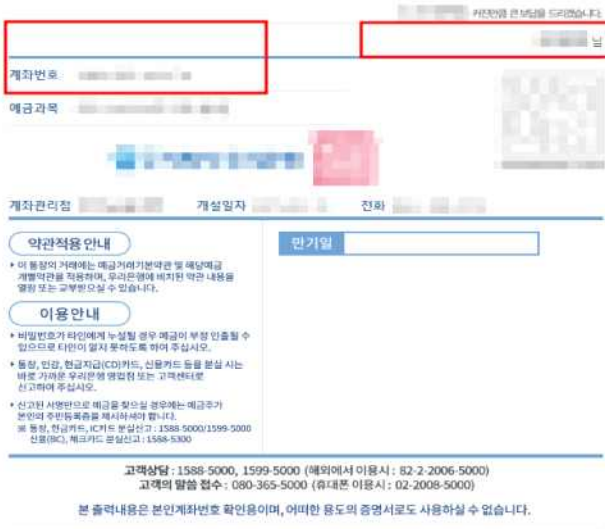 커진만큼 큰 보답을 드리겠습니다.
님
계좌번호
예금과목
계좌관리점 개설일자 전화
약관적용 안내
만기일
▸ 이 통장의 거래에는 예금거래기본약관 및 해당예금
개별약관을 적용하며, 우리은행에 비치된 약관 내용을
열람 또는 교부받으실 수 있습니다.
이용안내
▸ 비밀번호가 타인에게 누설될 경우 예금이 부정 인출될 수
있으므로 타인이 알지 못하도록 하여 주십시오.
▸ 통장, 인감, 현금지급(CD)카드, 신용카드 등을 분실 시는
바로 가까운 우리은행 영업점 또는 고객센터로
신고하여 주십시오.
▸ 신고된 서명만으로 예금을 찾으실 경우에는 예금주가
본인의 주민등록증을 제시하셔야 합니다.
※ 통장, 현금카드, IC카드 분실신고 : 1588-5000/1599-5000
신용(BC), 체크카드 분실신고 : 1588-5300
고객상담 : 1588-5000, 1599-5000 (해외에서 이용시 : 82-2-2006-5000)
고객의 말씀 접수 : 080-365-5000 (휴대폰 이용시 : 02-2008-5000)
본 출력내용은 본인계좌번호 확인용이며, 어떠한 용도의 증명서로도 사용하실 수 없습니다.